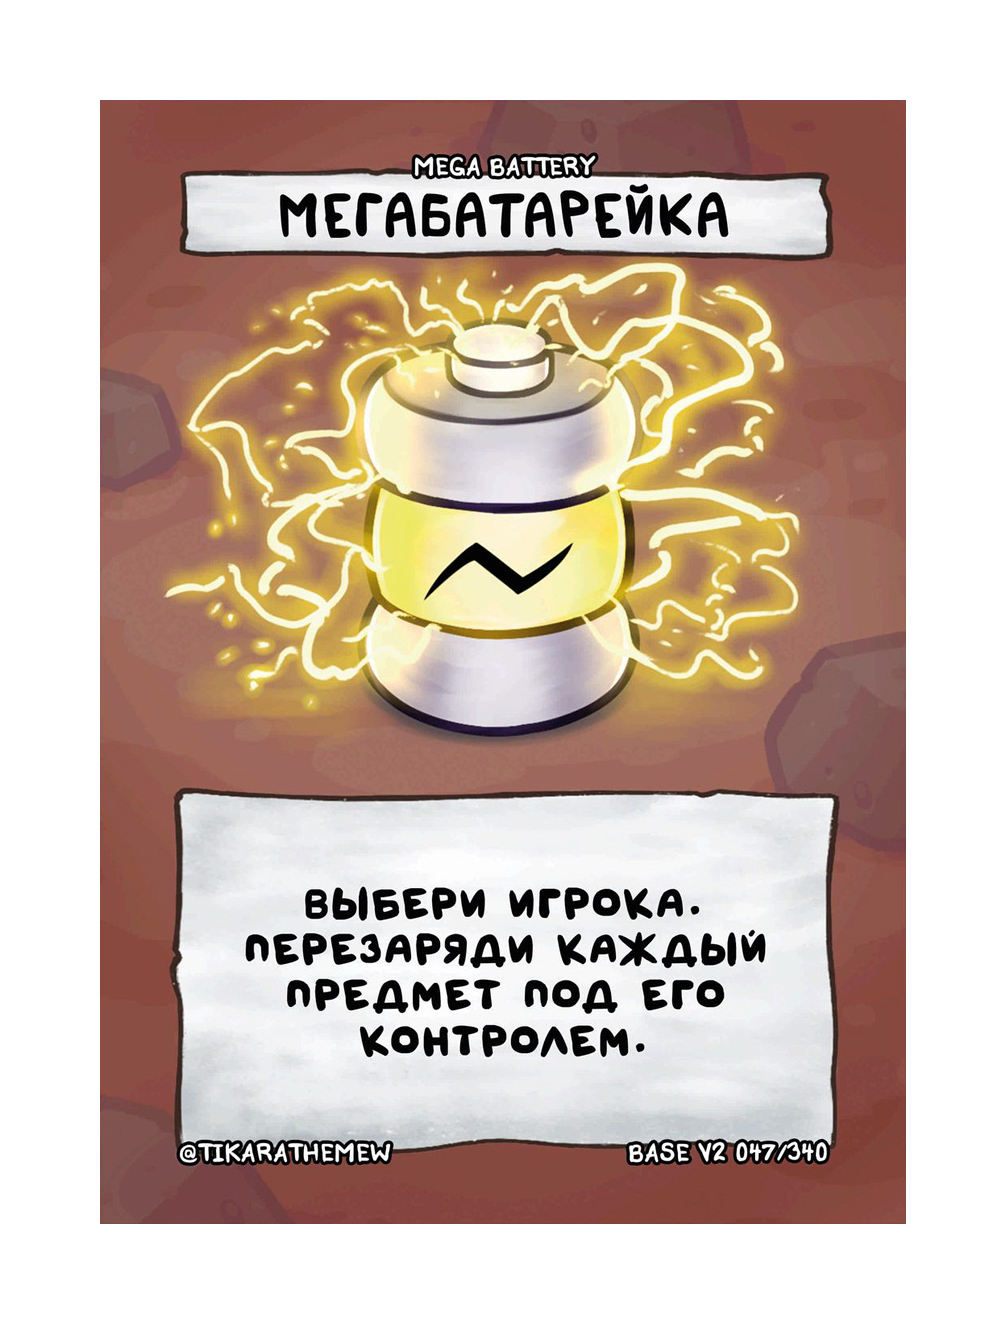 MEGA BATTERY
МЕГАБАТАРЕЙКА
ВЫБЕРИ ИГРОКА.
ПЕРЕЗАРЯДИ КАЖДЫЙ
ПРЕДМЕТ ПОД ЕГО
КОНТРОЛЕМ.
@TIKARATHEMEW
BASE V2 047/340